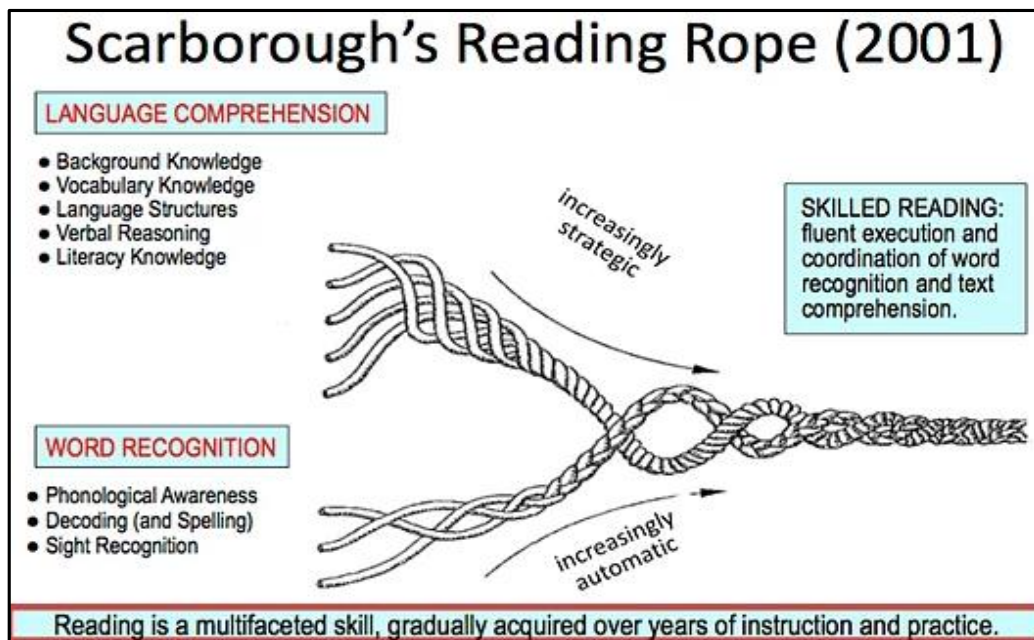 Scarborough's Reading Rope (2001)
LANGUAGE COMPREHENSION
● Background Knowledge
● Vocabulary Knowledge
● Language Structures
● Verbal Reasoning
● Literacy Knowledge
increasingly
strategic
SKILLED READING:
fluent execution and
coordination of word
recognition and text
comprehension.
WORD RECOGNITION
● Phonological Awareness
● Decoding (and Spelling)
● Sight Recognition
increasingly
automatic
Reading is a multifaceted skill, gradually acquired over years of instruction and practice.